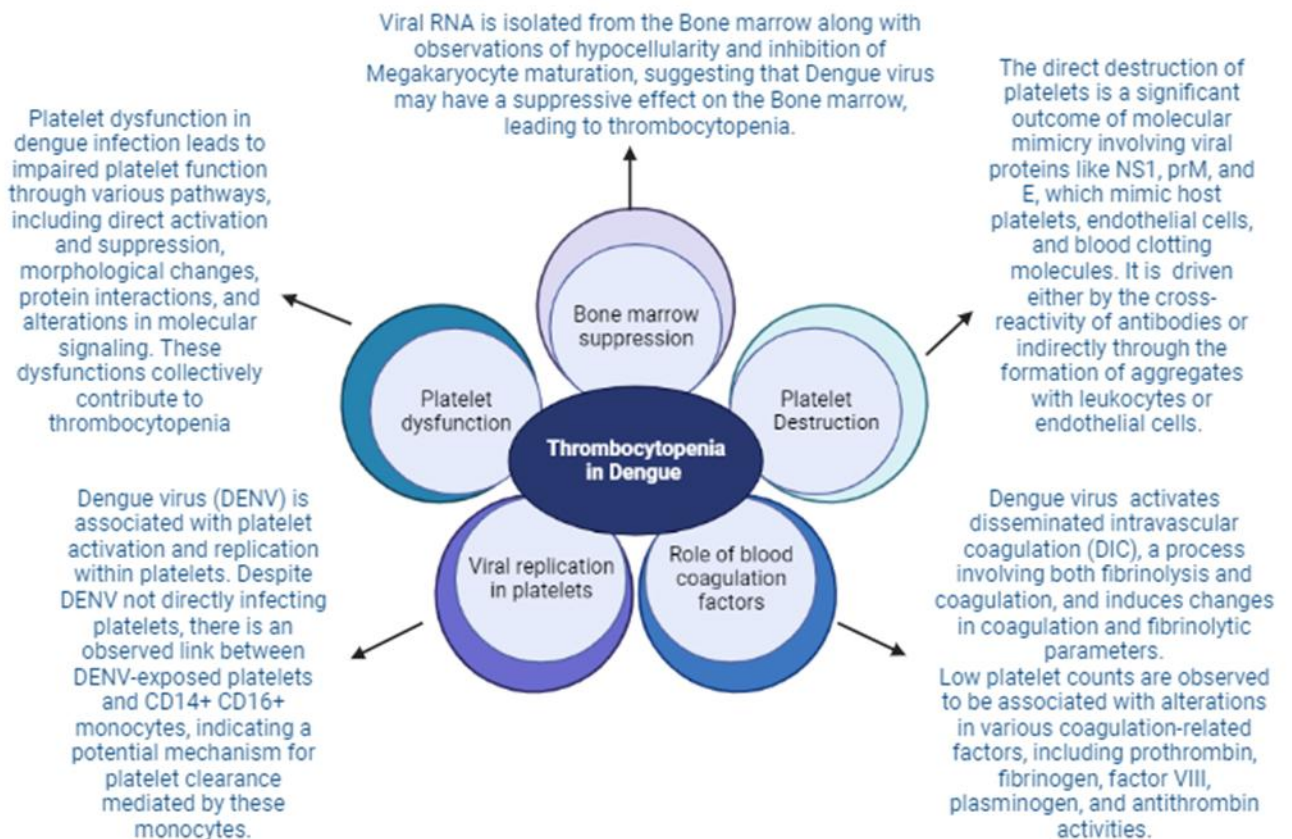 Viral RNA is isolated from the Bone marrow along with
observations of hypocellularity and inhibition of
Megakaryocyte maturation, suggesting that Dengue virus
may have a suppressive effect on the Bone marrow,
leading to thrombocytopenia.
Platelet dysfunction in
dengue infection leads to
impaired platelet function
through various pathways,
including direct activation
and suppression,
morphological changes,
protein interactions, and
alterations in molecular
signaling. These
dysfunctions collectively
contribute to
thrombocytopenia
The direct destruction of
platelets is a significant
outcome of molecular
mimicry involving viral
proteins like NS1, prM, and
E, which mimic host
platelets, endothelial cells,
and blood clotting
molecules. It is driven
either by the cross-
reactivity of antibodies or
indirectly through the
formation of aggregates
with leukocytes or
endothelial cells.
Bone marrow
suppression
Platelet
dysfunction
Platelet
Destruction
Thrombocytopenia
in Dengue
Viral replication
in platelets
Role of blood
coagulation
factors
Dengue virus (DENV) is
associated with platelet
activation and replication
within platelets. Despite
DENV not directly infecting
platelets, there is an
observed link between
DENV-exposed platelets
and CD14+ CD16+
monocytes, indicating a
potential mechanism for
platelet clearance
mediated by these
monocytes.
Dengue virus activates
disseminated intravascular
coagulation (DIC), a process
involving both fibrinolysis and
coagulation, and induces changes
in coagulation and fibrinolytic
parameters.
Low platelet counts are observed
to be associated with alterations
in various coagulation-related
factors, including prothrombin,
fibrinogen, factor VIII,
plasminogen, and antithrombin
activities.